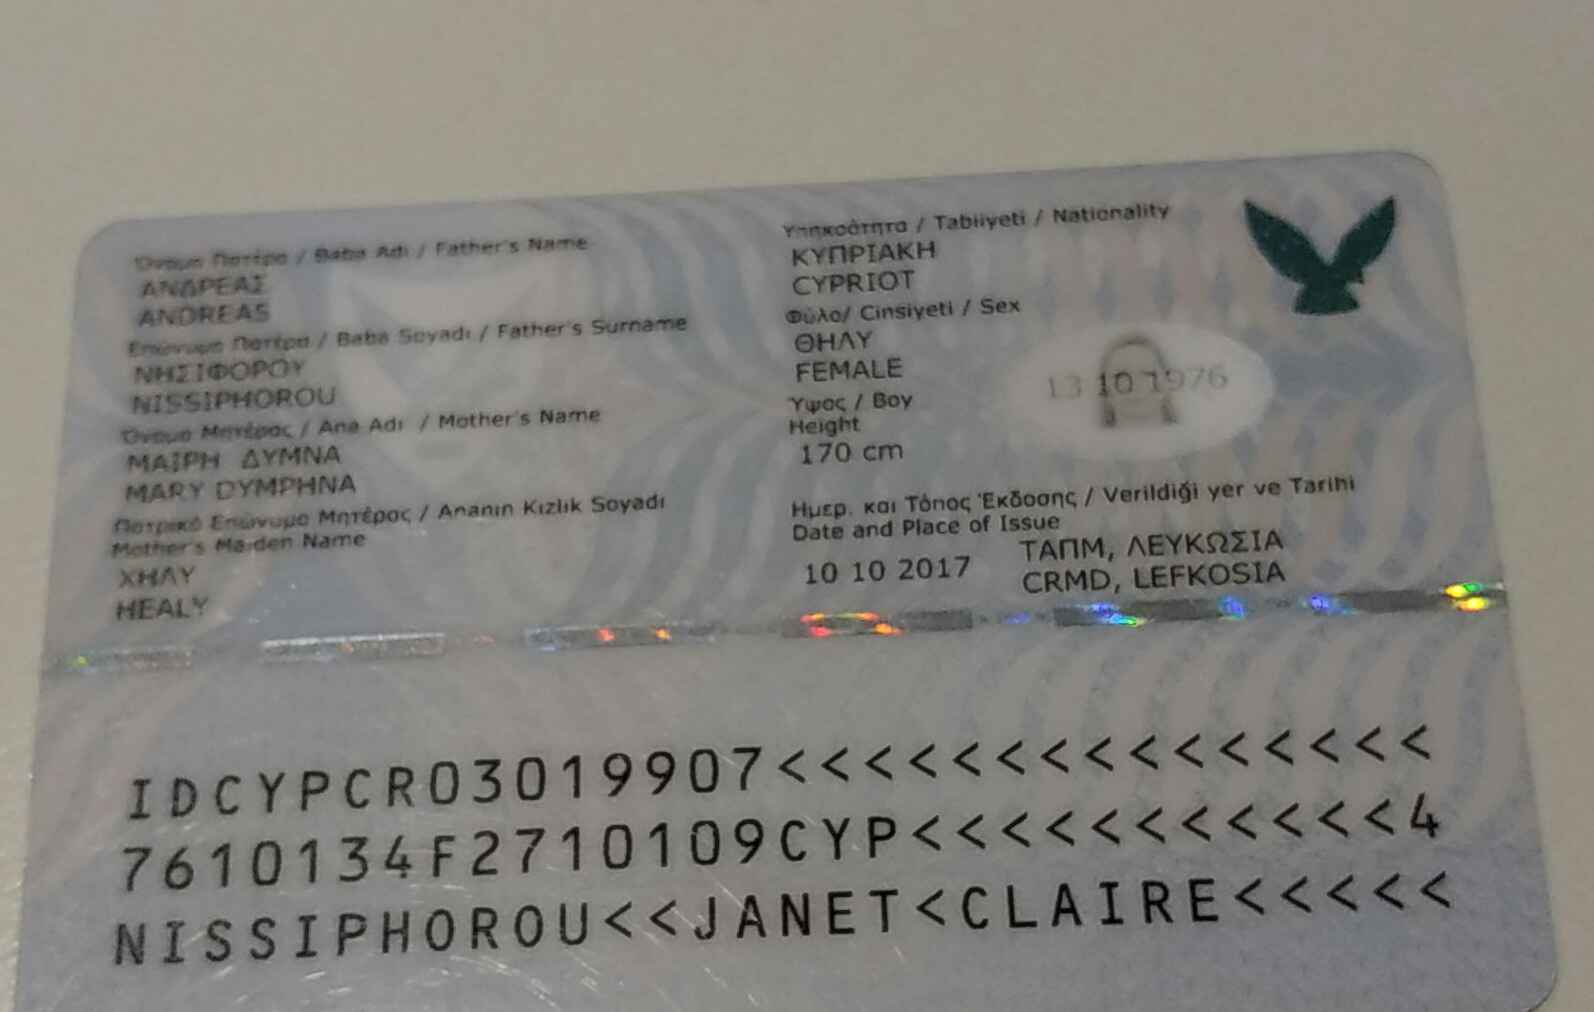 Όνομα Πατέρα / Baba Adı / Father's Name
ΑΝΔΡΕΑΣ
ANDREAS
Επώνυμο Πατέρα / Baba Soyadı / Father's Surname
ΝΗΣΙΦΟΡΟΥ
NISSIPHOROU
Όνομα Μητέρας / Ana Adı / Mother's Name
ΜΑΙΡΗ ΔΥΜΝΑ
MARY DYMPHNA
Πατρικό Επώνυμο Μητέρος / Ananın Kızlık Soyadı
Mother's Maiden Name
ΧΗΛΥ
HEALY
Υπηκοότητα / Tabiiyeti / Nationality
ΚΥΠΡΙΑΚΗ
CYPRIOT
Φύλο/ Cinsiyeti / Sex
ΘΗΛΥ
FEMALE
Ύψος / Boy
Height
170 cm
13 10 1976
Ημερ. και Τόπος Έκδοσης / Verildiği yer ve Tarihi
Date and Place of Issue
10 10 2017 ΤΑΠΜ, ΛΕΥΚΩΣΙΑ
CRMD, LEFKOSIA
IDCYPCR03019907<<<<<<<<<<<<<<<
7610134F2710109CYP<<<<<<<<<<<4
NISSIPHOROU<<JANET<CLAIRE<<<<<